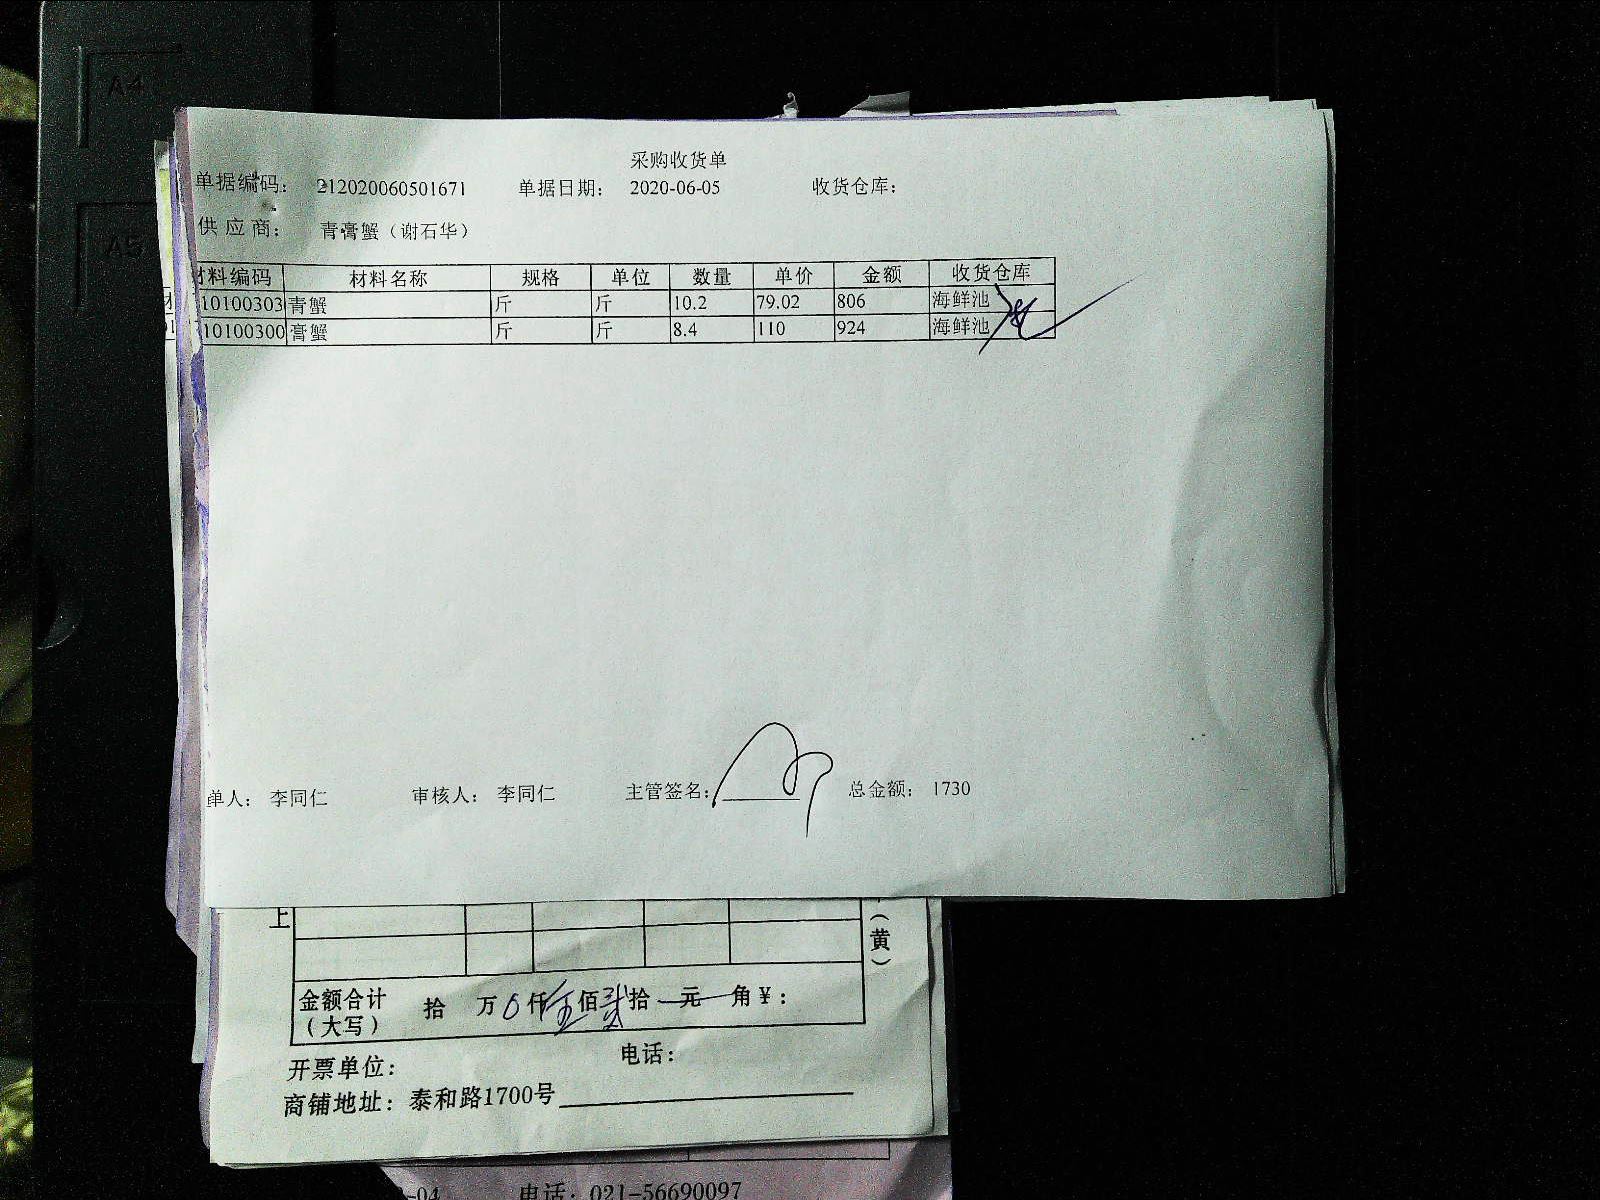 A4
A5
采购收货单
单据编码： 212020060501671 单据日期： 2020-06-05 收货仓库：
供应商： 青膏蟹（谢石华）
材料编码 材料名称 规格 单位 数量 单价 金额 收货仓库
10100303 青蟹 斤 斤 10.2 79.02 806 海鲜池
10100300 膏蟹 斤 斤 8.4 110 924 海鲜池
单人： 李同仁 审核人： 李同仁 主管签名： 总金额： 1730
上
（黄）
金额合计（大写） 拾 万0仟伍佰贰拾 元 角￥：
开票单位： 电话：
商铺地址：泰和路1700号
-04 电话：021-56690097